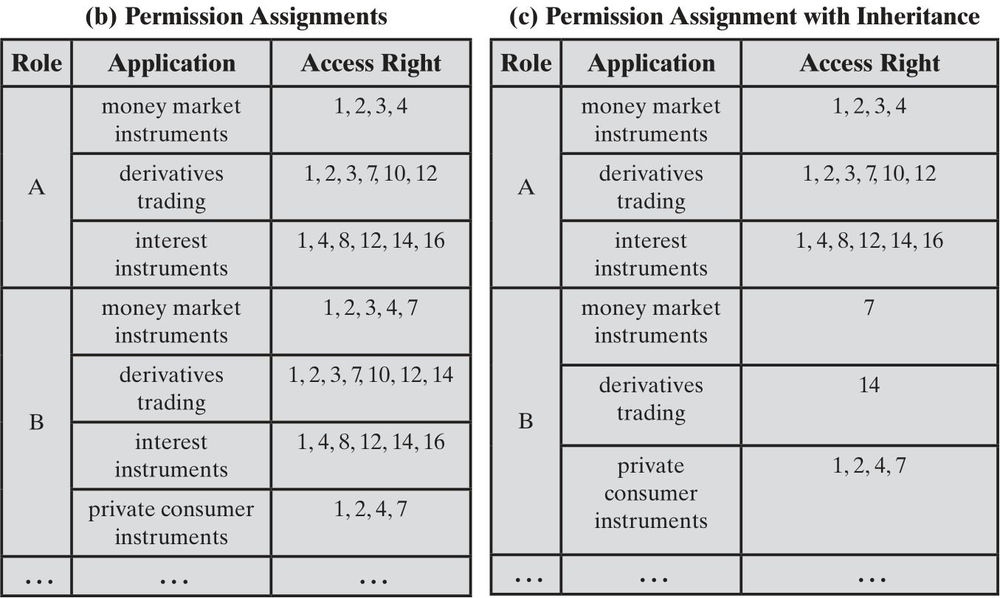 (b) Permission Assignments
Role Application Access Right
A
money market
instruments
1, 2, 3, 4
derivatives
trading
1, 2, 3, 7, 10, 12
interest
instruments
1, 4, 8, 12, 14, 16
B
money market
instruments
1, 2, 3, 4, 7
derivatives
trading
1, 2, 3, 7, 10, 12, 14
interest
instruments
1, 4, 8, 12, 14, 16
private consumer
instruments
1, 2, 4, 7
... ... ...
(c) Permission Assignment with Inheritance
Role Application Access Right
A
money market
instruments
1, 2, 3, 4
derivatives
trading
1, 2, 3, 7, 10, 12
interest
instruments
1, 4, 8, 12, 14, 16
B
money market
instruments
7
derivatives
trading
14
private
consumer
instruments
1, 2, 4, 7
... ... ...